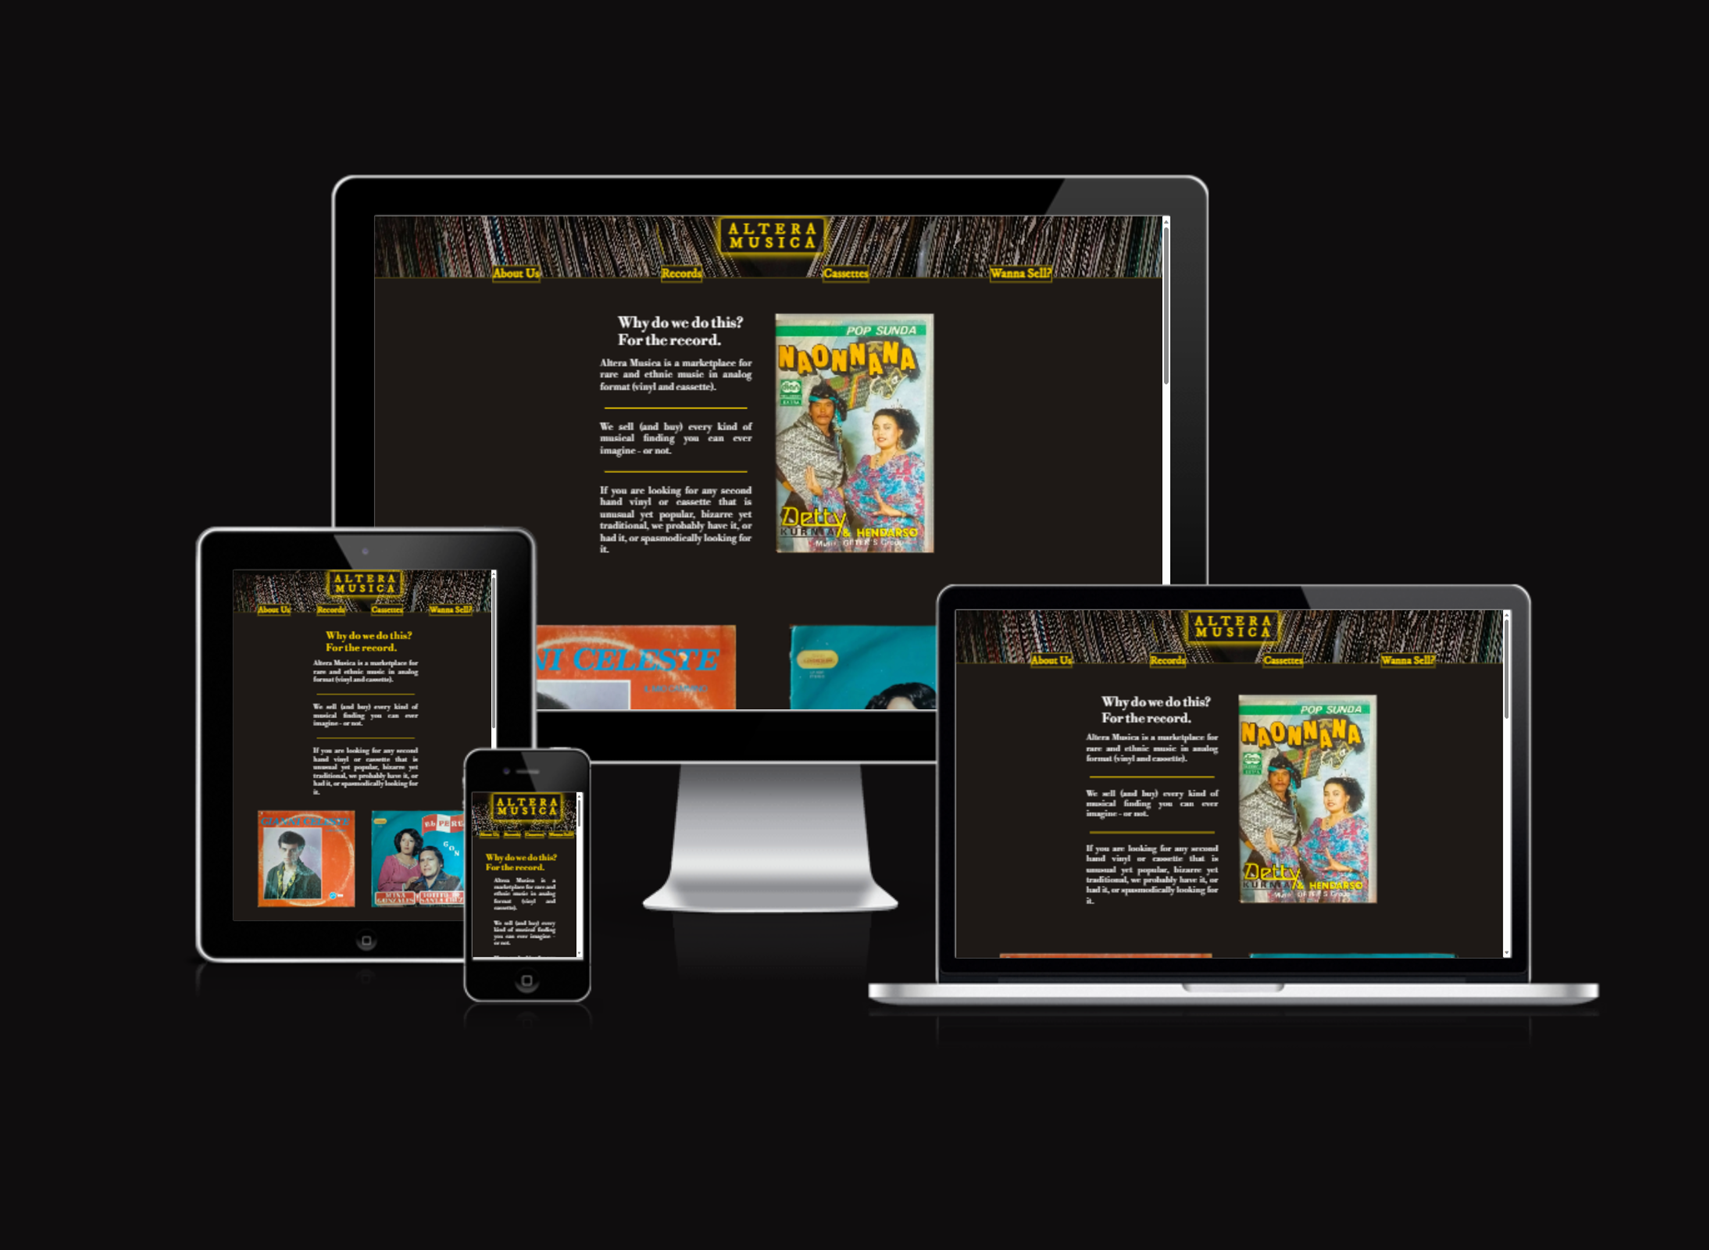 ALTERA
MUSICA
About Us
Records
Cassettes
Wanna Sell?
Why do we do this?
For the record.
Altera Musica is a marketplace for
rare and ethnic music in analog
format (vinyl and cassette).
We sell (and buy) every kind of
musical finding you can ever
imagine - or not.
If you are looking for any second
hand vinyl or cassette that is
unusual yet popular, bizarre yet
traditional, we probably have it, or
had it, or spasmodically looking for
it.
POP SUNDA
NAONNANA
Detty
KURNIA & HENDARSO
NI CELESTE
ALTERA
MUSICA
About Us
Records
Cassettes
Wanna Sell?
Why do we do this?
For the record.
Altera Musica is a marketplace for
rare and ethnic music in analog
format (vinyl and cassette).
We sell (and buy) every kind of
musical finding you can ever
imagine - or not.
If you are looking for any second
hand vinyl or cassette that is
unusual yet popular, bizarre yet
traditional, we probably have it, or
had it, or spasmodically looking for
it.
GIANNI CELESTE
ALTERA
MUSICA
About Us
Records
Cassettes
Wanna Sell?
Why do we do this?
For the record.
Altera Musica is a
marketplace for rare and
ethnic music in analog
format (vinyl and
cassette).
We sell (and buy) every
kind of musical finding
you can ever imagine -
or not.
ALTERA
MUSICA
About Us
Records
Cassettes
Wanna Sell?
Why do we do this?
For the record.
Altera Musica is a marketplace for
rare and ethnic music in analog
format (vinyl and cassette).
We sell (and buy) every kind of
musical finding you can ever
imagine - or not.
If you are looking for any second
hand vinyl or cassette that is
unusual yet popular, bizarre yet
traditional, we probably have it, or
had it, or spasmodically looking for
it.
POP SUNDA
NAONNANA
Detty
KURNIA & HENDARSO